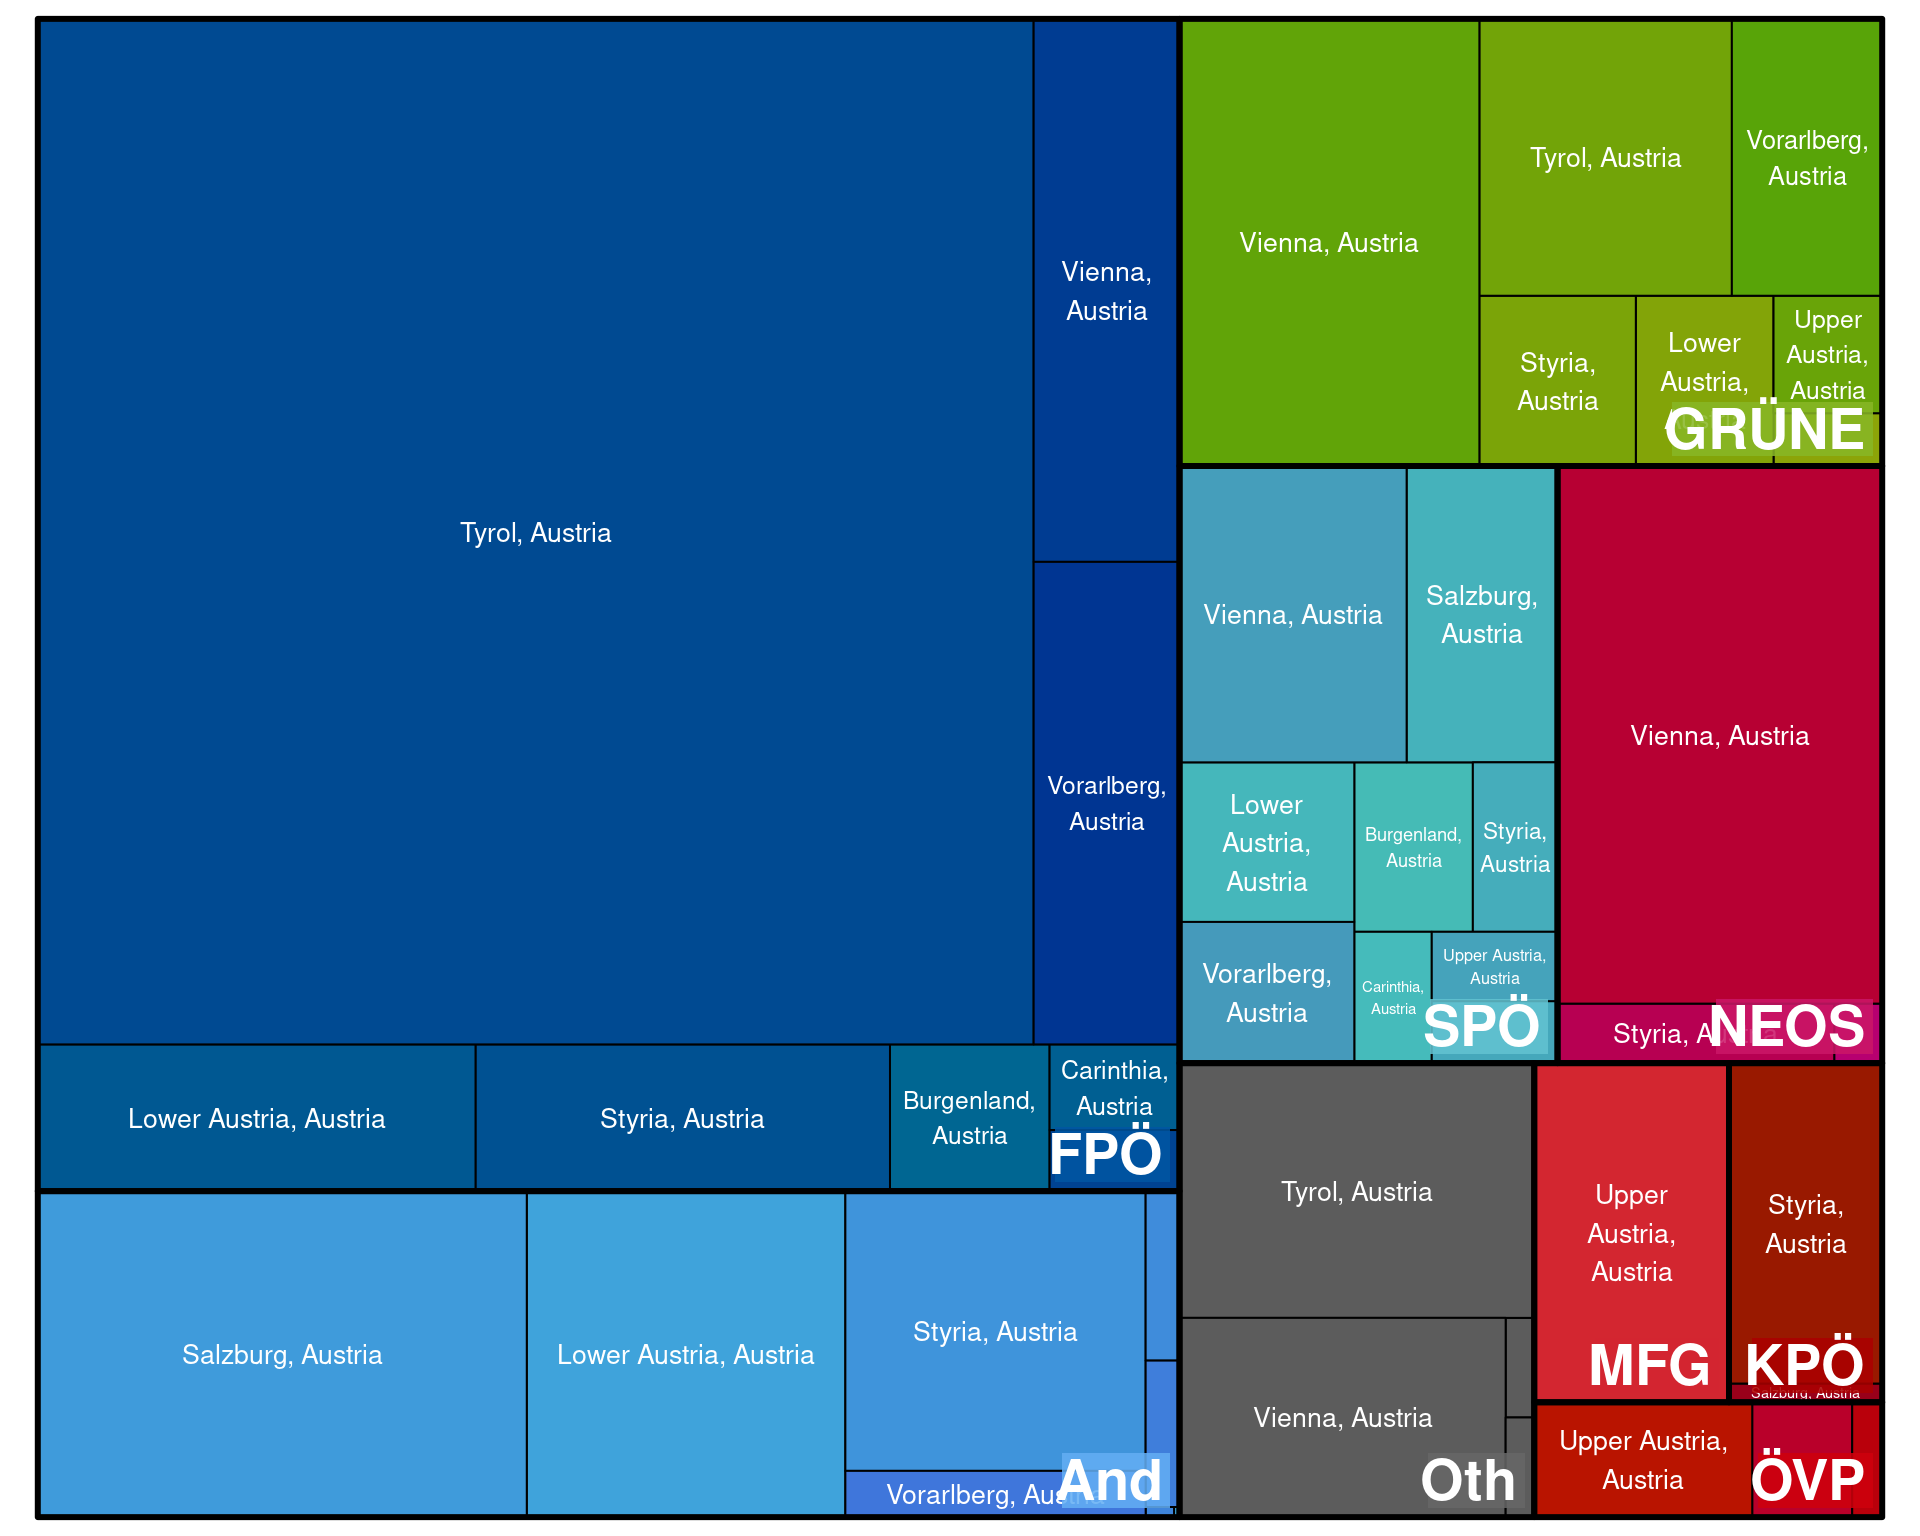 Tyrol, Austria
Vienna,
Austria
Vorarlberg,
Austria
Lower Austria, Austria
Styria, Austria
Burgenland,
Austria
Carinthia,
Austria
FPÖ
Salzburg, Austria
Lower Austria, Austria
Styria, Austria
Vorarlberg, Austria
And
Vienna, Austria
Tyrol, Austria
Vorarlberg,
Austria
Styria,
Austria
Lower
Austria,
Upper
Austria,
Austria
GRÜNE
Vienna, Austria
Salzburg,
Austria
Lower
Austria,
Austria
Burgenland,
Austria
Styria,
Austria
Vorarlberg,
Austria
Carinthia,
Austria
Upper Austria,
Austria
SPÖ
Vienna, Austria
Styria, Austria
NEOS
Tyrol, Austria
Vienna, Austria
Oth
Upper
Austria,
Austria
MFG
Styria,
Austria
KPÖ
Salzburg, Austria
Upper Austria,
Austria
ÖVP